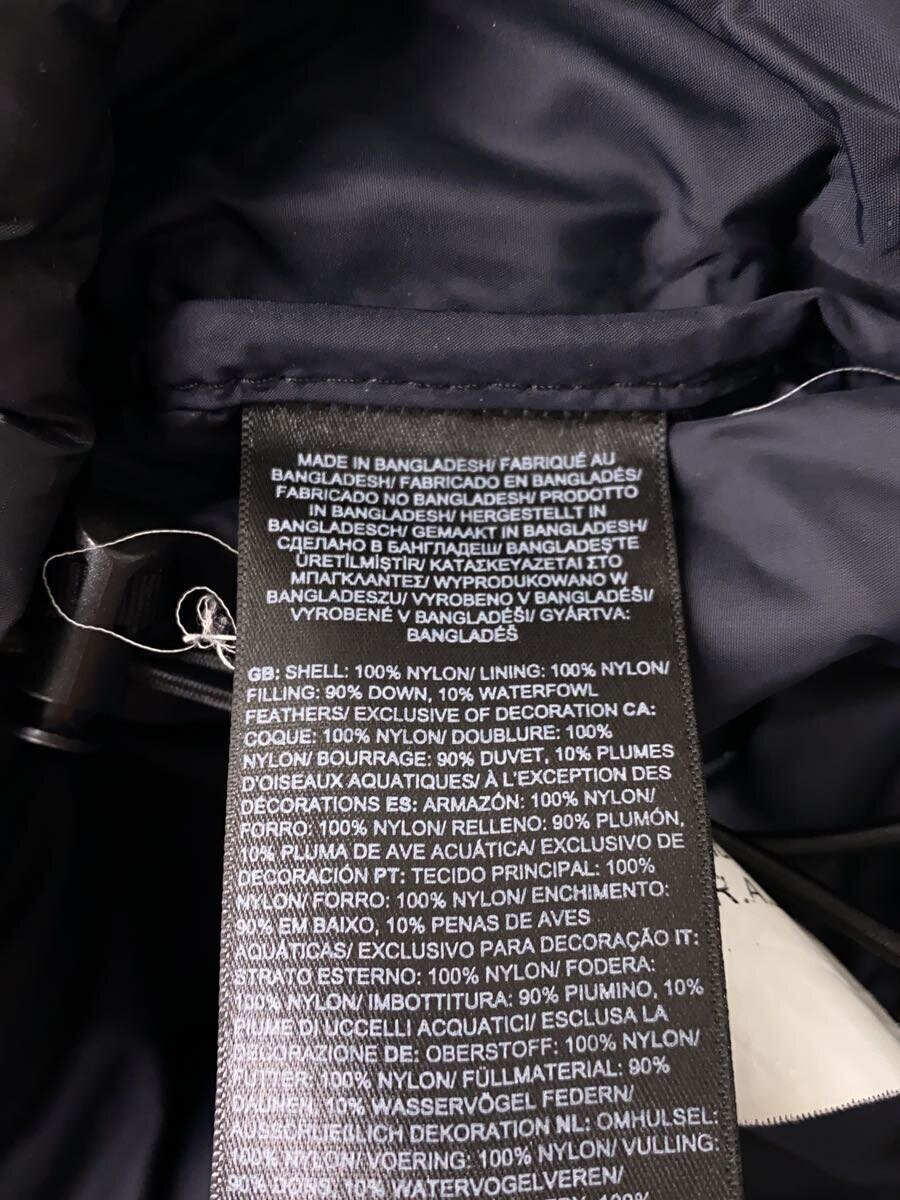 MADE IN BANGLADESH/ FABRIQUÉ AU
BANGLADESH/ FABRICADO EN BANGLADÉS/
FABRICADO NO BANGLADESH/ PRODOTTO
IN BANGLADESH/ HERGESTELLT IN
BANGLADESCH/ GEMAAKT IN BANGLADESH/
СДЕЛАНО В БАНГЛАДЕШ/ BANGLADEŞ'TE
ÜRETİLMİŞTİR/ ΚΑΤΑΣΚΕΥΑΖΕΤΑΙ ΣΤΟ
ΜΠΑΓΚΛΑΝΤΕΣ/ WYPRODUKOWANO W
BANGLADESZU/ VYROBENO V BANGLADÉŠI/
VYROBENÉ V BANGLADÉŠI/ GYÁRTVA:
BANGLADÉŠ
GB: SHELL: 100% NYLON/ LINING: 100% NYLON/
FILLING: 90% DOWN, 10% WATERFOWL
FEATHERS/ EXCLUSIVE OF DECORATION CA:
COQUE: 100% NYLON/ DOUBLURE: 100%
NYLON/ BOURRAGE: 90% DUVET, 10% PLUMES
D'OISEAUX AQUATIQUES/ À L'EXCEPTION DES
DÉCORATIONS ES: ARMAZÓN: 100% NYLON/
FORRO: 100% NYLON/ RELLENO: 90% PLUMÓN,
10% PLUMA DE AVE ACUÁTICA/ EXCLUSIVO DE
DECORACIÓN PT: TECIDO PRINCIPAL: 100%
NYLON/ FORRO: 100% NYLON/ ENCHIMENTO:
90% EM BAIXO, 10% PENAS DE AVES
AQUÁTICAS/ EXCLUSIVO PARA DECORAÇÃO IT:
STRATO ESTERNO: 100% NYLON/ FODERA:
100% NYLON/ IMBOTTITURA: 90% PIUMINO, 10%
PIUME DI UCCELLI ACQUATICI/ ESCLUSA LA
DECORAZIONE DE: OBERSTOFF: 100% NYLON/
FUTTER: 100% NYLON/ FÜLLMATERIAL: 90%
DAUNEN, 10% WASSERVÖGEL FEDERN/
AUSSCHLIEßLICH DEKORATION NL: OMHULSEL:
100% NYLON/ VOERING: 100% NYLON/ VULLING:
90% DONS, 10% WATERVOGELVEREN/
100%
R.A